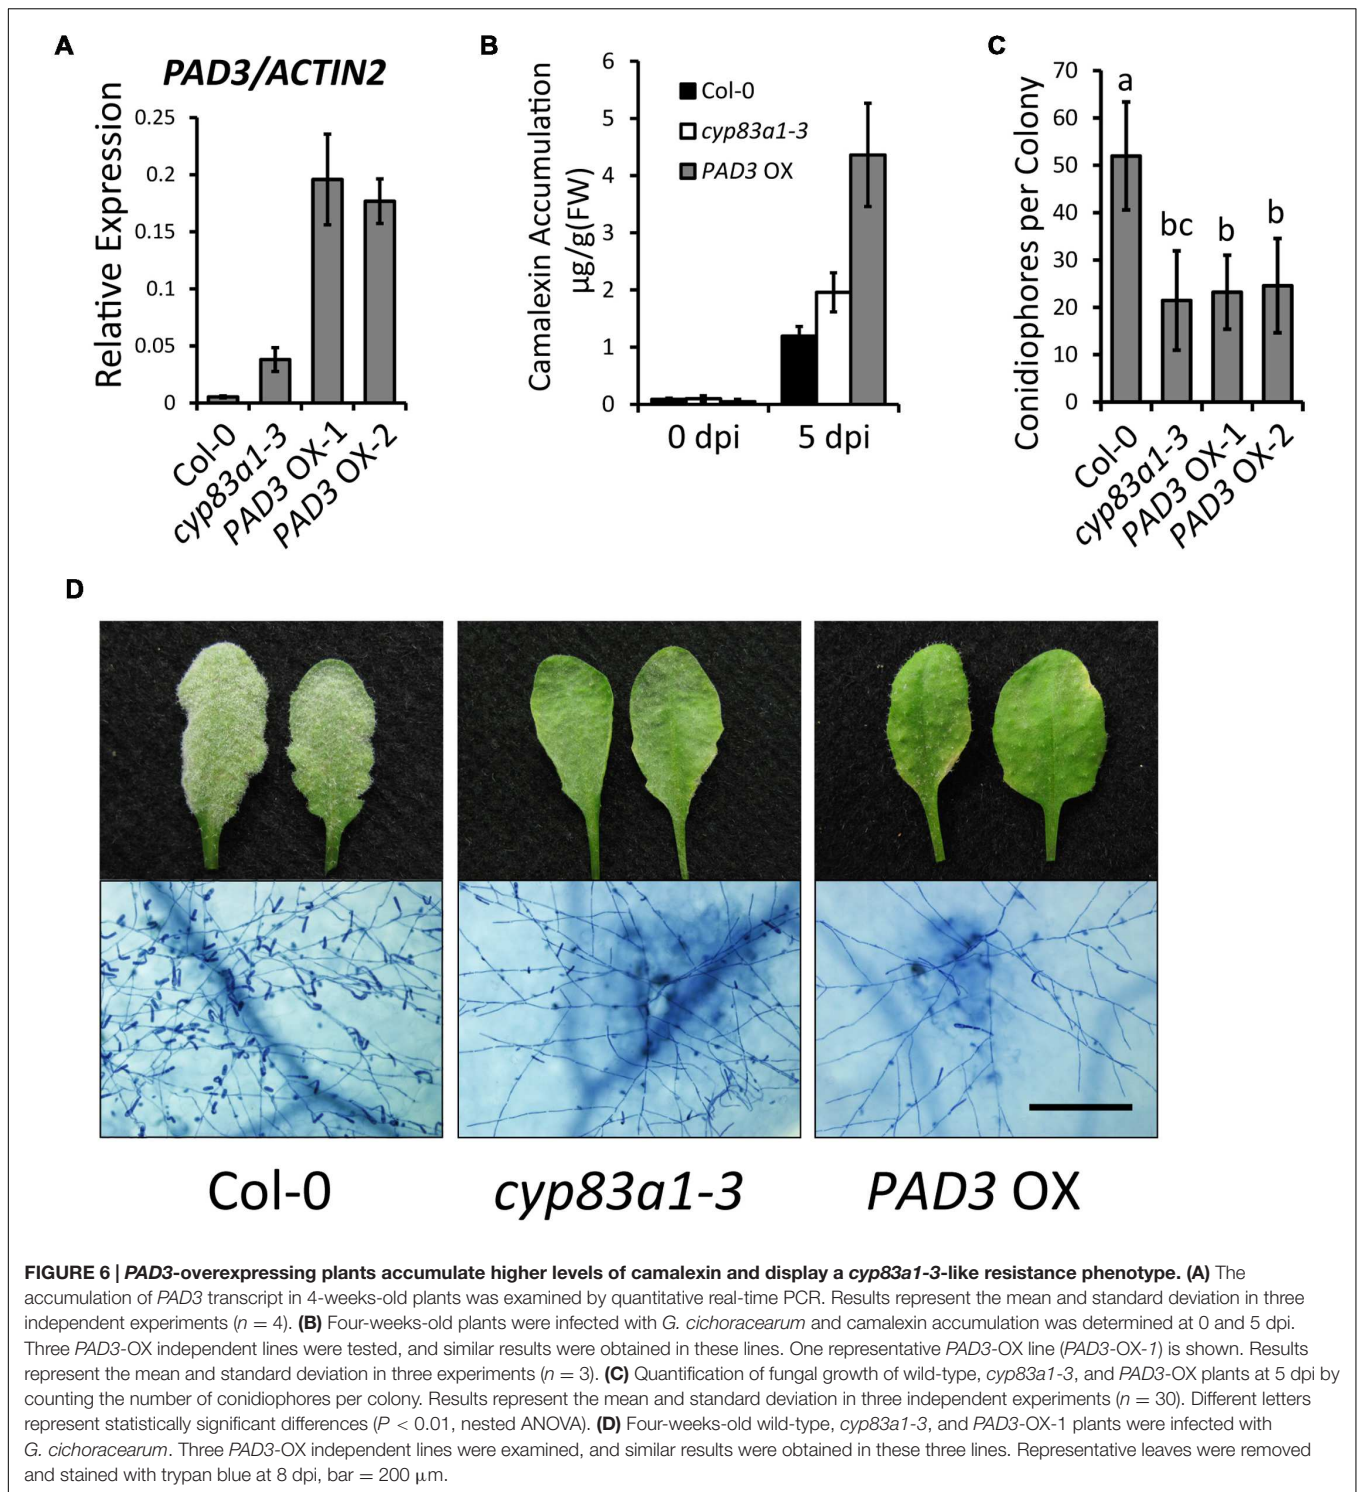 A
PAD3/ACTIN2
Relative Expression
0.25
0.2
0.15
0.1
0.05
0
Col-0
cyp83a1-3
PAD3 OX-1
PAD3 OX-2
B
Camalexin Accumulation
µg/g(FW)
6
5
4
3
2
1
0
Col-0
cyp83a1-3
PAD3 OX
0 dpi
5 dpi
C
Conidiophores per Colony
70
60
50
40
30
20
10
0
a
bc
b
b
Col-0
cyp83a1-3
PAD3 OX-1
PAD3 OX-2
D
Col-0
cyp83a1-3
PAD3 OX
FIGURE 6 | PAD3-overexpressing plants accumulate higher levels of camalexin and display a cyp83a1-3-like resistance phenotype. (A) The
accumulation of PAD3 transcript in 4-weeks-old plants was examined by quantitative real-time PCR. Results represent the mean and standard deviation in three
independent experiments (n = 4). (B) Four-weeks-old plants were infected with G. cichoracearum and camalexin accumulation was determined at 0 and 5 dpi.
Three PAD3-OX independent lines were tested, and similar results were obtained in these lines. One representative PAD3-OX line (PAD3-OX-1) is shown. Results
represent the mean and standard deviation in three experiments (n = 3). (C) Quantification of fungal growth of wild-type, cyp83a1-3, and PAD3-OX plants at 5 dpi by
counting the number of conidiophores per colony. Results represent the mean and standard deviation in three independent experiments (n = 30). Different letters
represent statistically significant differences (P < 0.01, nested ANOVA). (D) Four-weeks-old wild-type, cyp83a1-3, and PAD3-OX-1 plants were infected with
G. cichoracearum. Three PAD3-OX independent lines were examined, and similar results were obtained in these three lines. Representative leaves were removed
and stained with trypan blue at 8 dpi, bar = 200 µm.